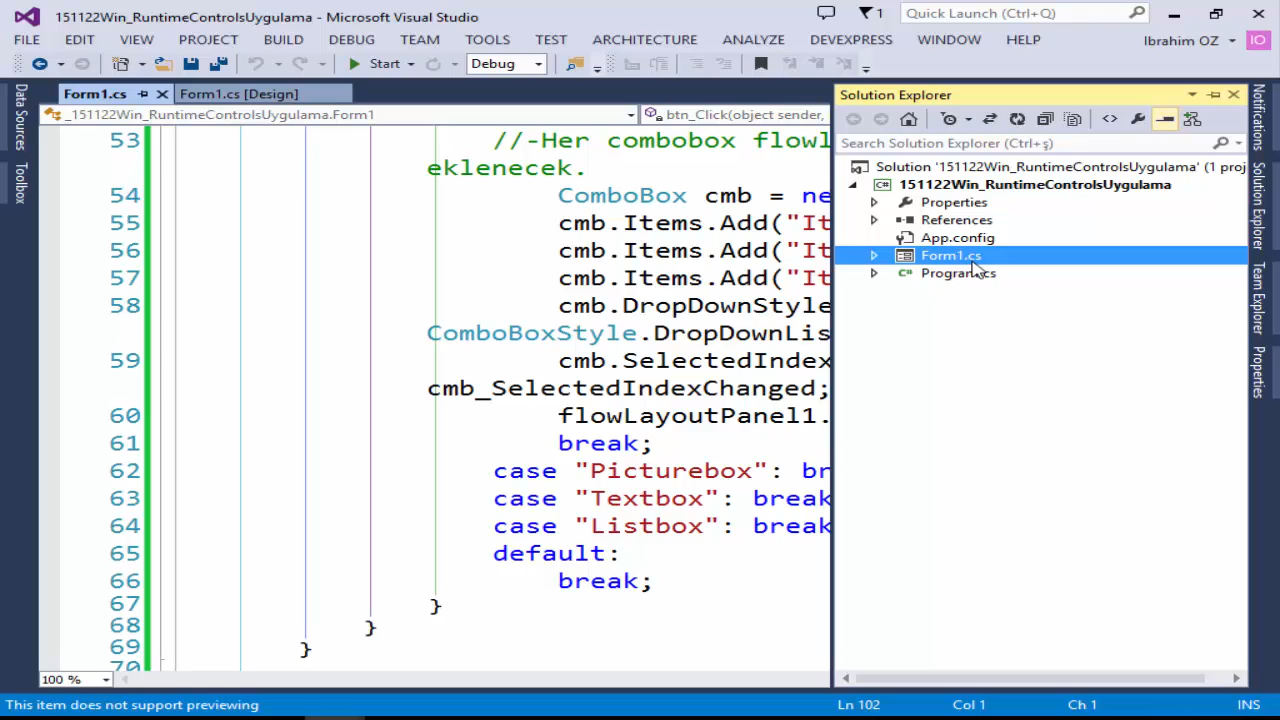 151122Win_RuntimeControlsUygulama - Microsoft Visual Studio
1
Quick Launch (Ctrl+Q)
FILE EDIT VIEW PROJECT BUILD DEBUG TEAM TOOLS TEST ARCHITECTURE ANALYZE DEVEXPRESS WINDOW HELP
Ibrahim OZ
IO
Start
Debug
Data Sources
Toolbox
Form1.cs
Form1.cs [Design]
_151122Win_RuntimeControlsUygulama.Form1
btn_Click(object sender,
53 //-Her combobox flowl
eklenecek.
54 ComboBox cmb = ne
55 cmb.Items.Add("It
56 cmb.Items.Add("It
57 cmb.Items.Add("It
58 cmb.DropDownStyle
ComboBoxStyle.DropDownLis
59 cmb.SelectedIndex
cmb_SelectedIndexChanged;
60 flowLayoutPanel1.
61 break;
62 case "Picturebox": br
63 case "Textbox": break
64 case "Listbox": break
65 default:
66 break;
67 }
68 }
69 }
70
100 %
Solution Explorer
Search Solution Explorer (Ctrl+ş)
Solution '151122Win_RuntimeControlsUygulama' (1 proj
151122Win_RuntimeControlsUygulama
Properties
References
App.config
Form1.cs
Program.cs
Notifications
Solution Explorer
Team Explorer
Properties
This item does not support previewing
Ln 102
Col 1
Ch 1
INS